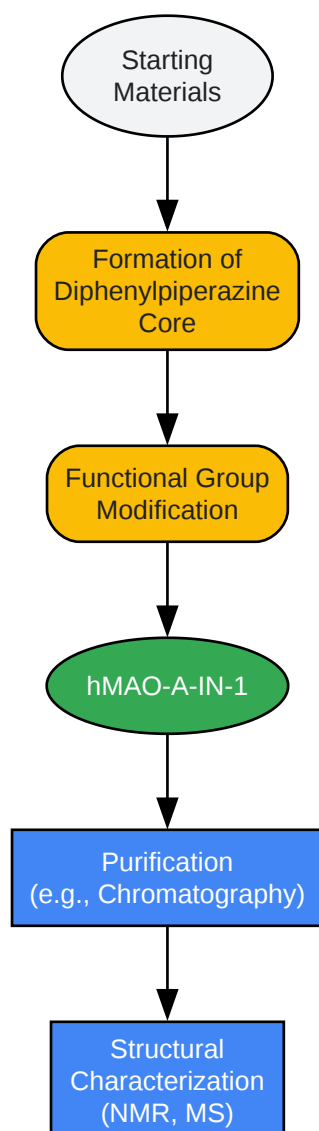 Starting
Materials
Formation of
Diphenylpiperazine
Core
Functional Group
Modification
hMAO-A-IN-1
Purification
(e.g., Chromatography)
Structural
Characterization
(NMR, MS)